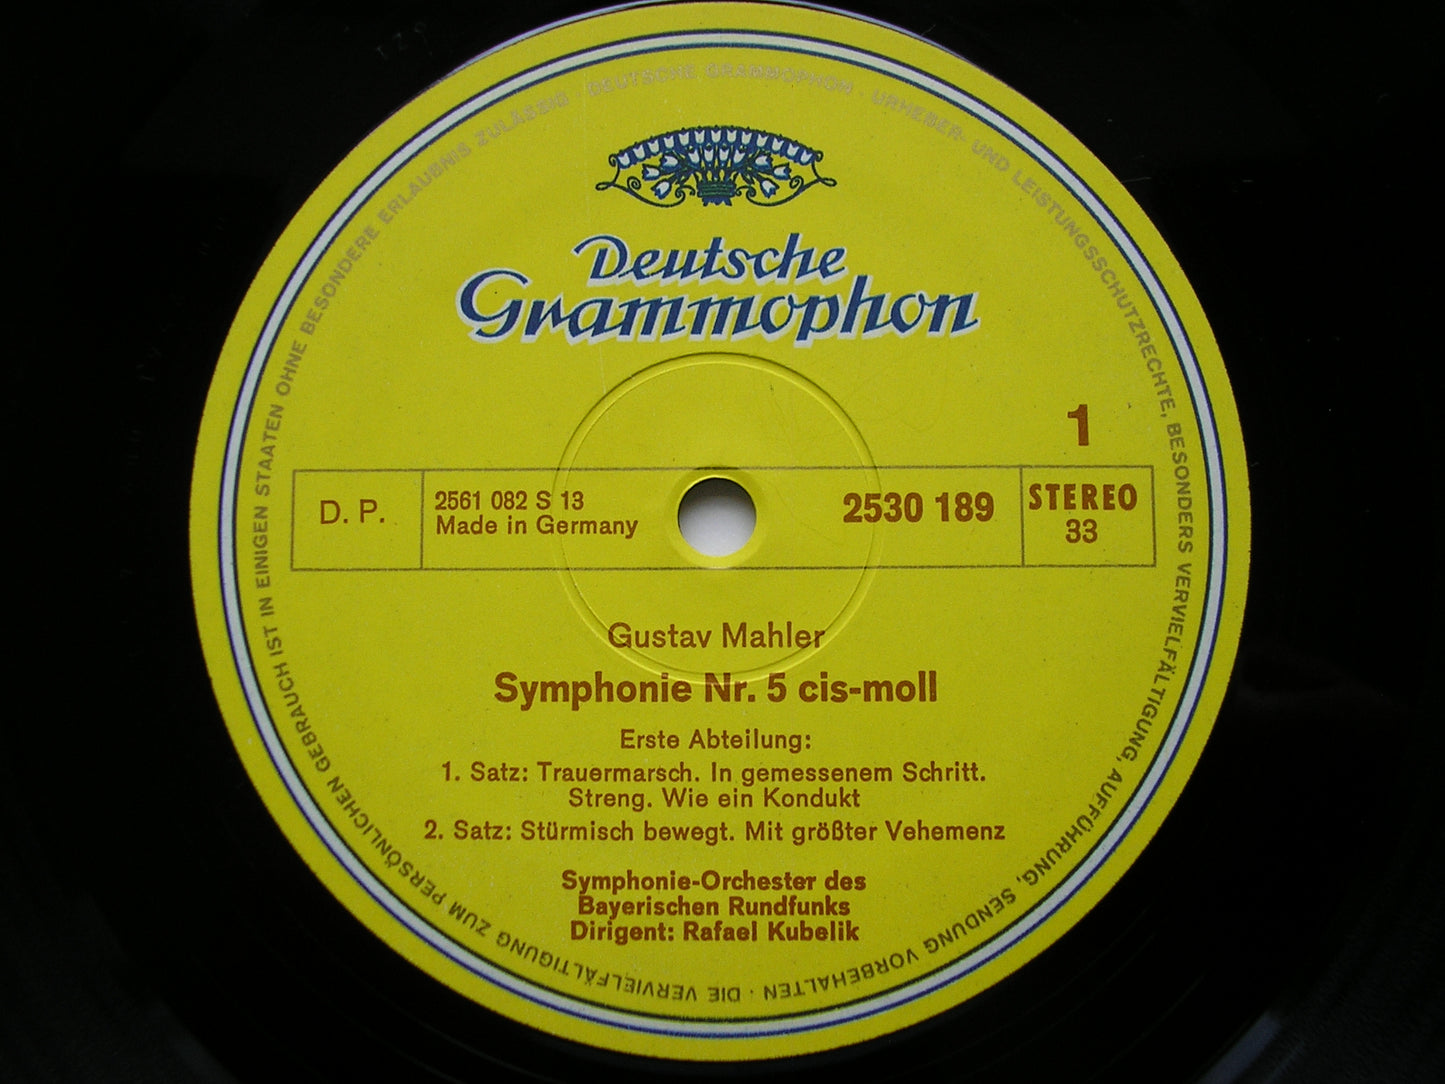 DEUTSCHE GRAMMOPHON · URHEBER- UND LEISTUNGSSCHUTZRECHTE, BESONDERS VERVIELFÄLTIGUNG, AUFFÜHRUNG, SENDUNG VORBEHALTEN · DIE VERVIELFÄLTIGUNG ZUM PERSÖNLICHEN GEBRAUCH IST IN EINIGEN STAATEN OHNE BESONDERE ERLAUBNIS ZULÄSZIG ·
Deutsche
Grammophon
1
D. P.
2561 082 S 13
Made in Germany
2530 189
STEREO
33
Gustav Mahler
Symphonie Nr. 5 cis-moll
Erste Abteilung:
1. Satz: Trauermarsch. In gemessenem Schritt.
Streng. Wie ein Kondukt
2. Satz: Stürmisch bewegt. Mit größter Vehemenz
Symphonie-Orchester des
Bayerischen Rundfunks
Dirigent: Rafael Kubelik